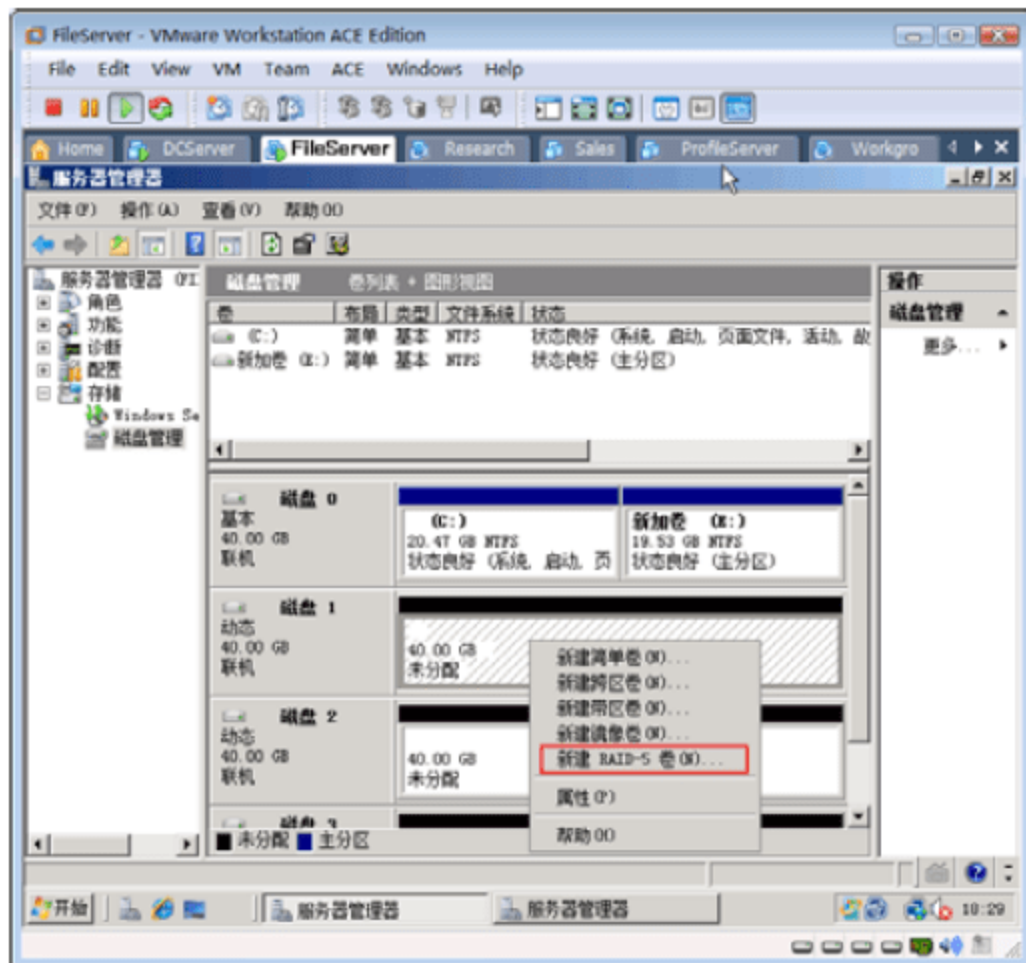 FileServer - VMware Workstation ACE Edition
File Edit View VM Team ACE Windows Help
Home DCServer FileServer Research Sales ProfileServer Workgro
服务器管理器
文件(F) 操作(A) 查看(V) 帮助(H)
服务器管理器 (FI
角色
功能
诊断
配置
存储
Windows Se
磁盘管理
磁盘管理 卷列表 + 图形视图
卷 布局 类型 文件系统 状态
(C:) 简单 基本 NTFS 状态良好 (系统, 启动, 页面文件, 活动, 故
新加卷 (E:) 简单 基本 NTFS 状态良好 (主分区)
磁盘 0
基本
40.00 GB
联机
(C:)
20.47 GB NTFS
状态良好 (系统, 启动, 页
新加卷 (E:)
19.53 GB NTFS
状态良好 (主分区)
磁盘 1
动态
40.00 GB
联机
40.00 GB
未分配
磁盘 2
动态
40.00 GB
联机
40.00 GB
未分配
磁盘 3
未分配 主分区
新建简单卷(N)...
新建跨区卷(N)...
新建带区卷(N)...
新建镜像卷(N)...
新建 RAID-5 卷(N)...
属性(P)
帮助(H)
操作
磁盘管理
更多...
开始 服务器管理器 服务器管理器 18:29